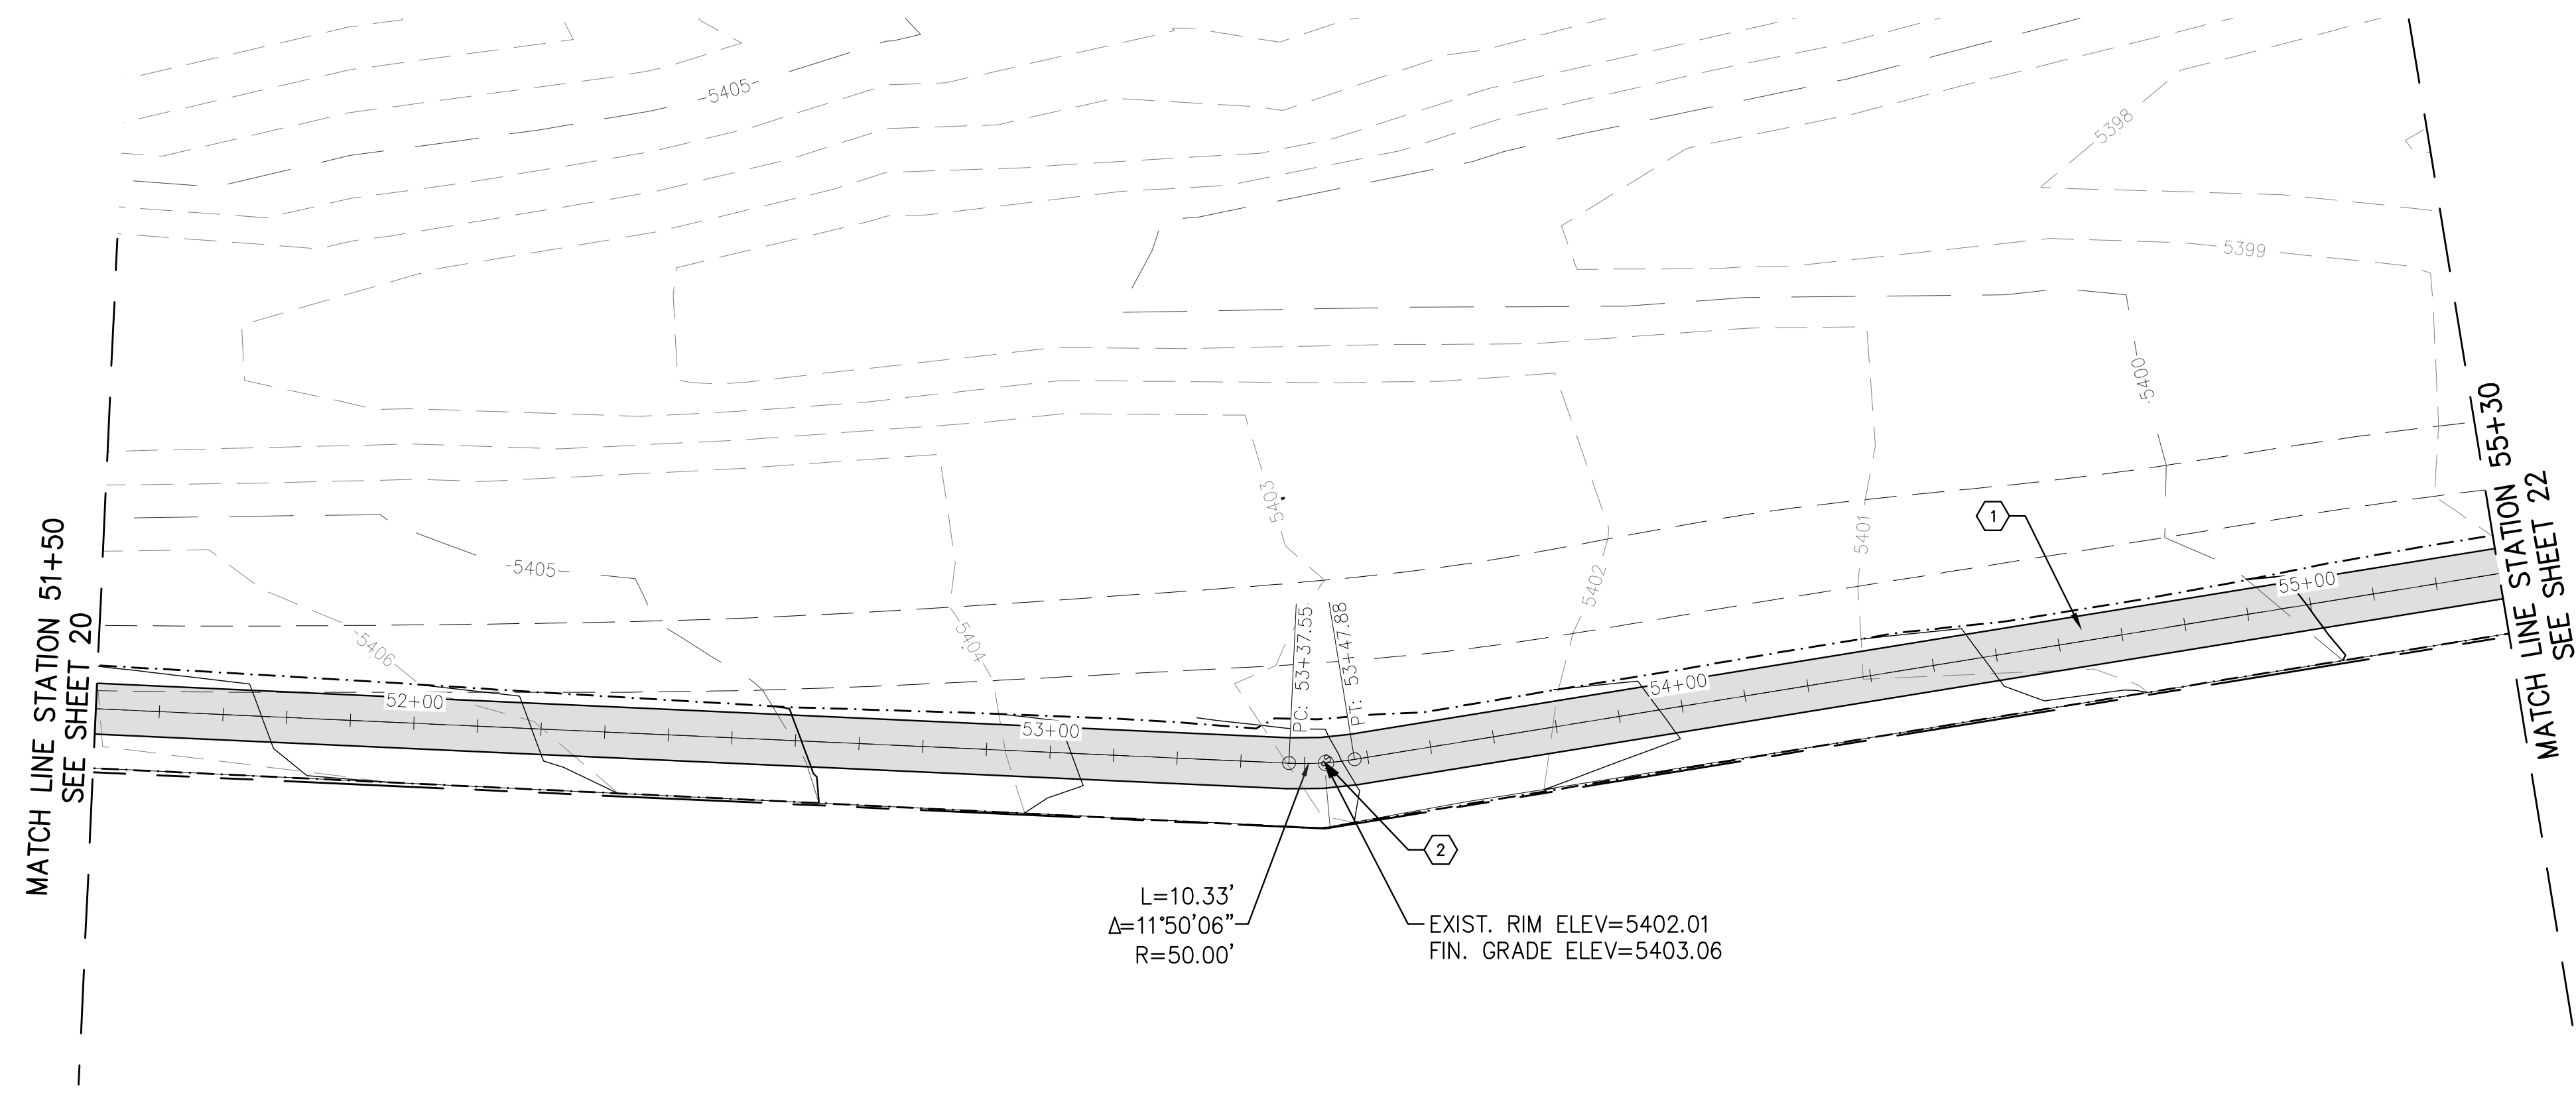 -5405-
5398
5399
5400
5403
5401
5402
-5405-
5404
-5406
MATCH LINE STATION 51+50
SEE SHEET 20
MATCH LINE STATION 55+30
SEE SHEET 22
1
52+00
53+00
PC: 53+37.55
PT: 53+47.88
54+00
55+00
2
L=10.33'
Δ=11°50'06"
R=50.00'
EXIST. RIM ELEV=5402.01
FIN. GRADE ELEV=5403.06